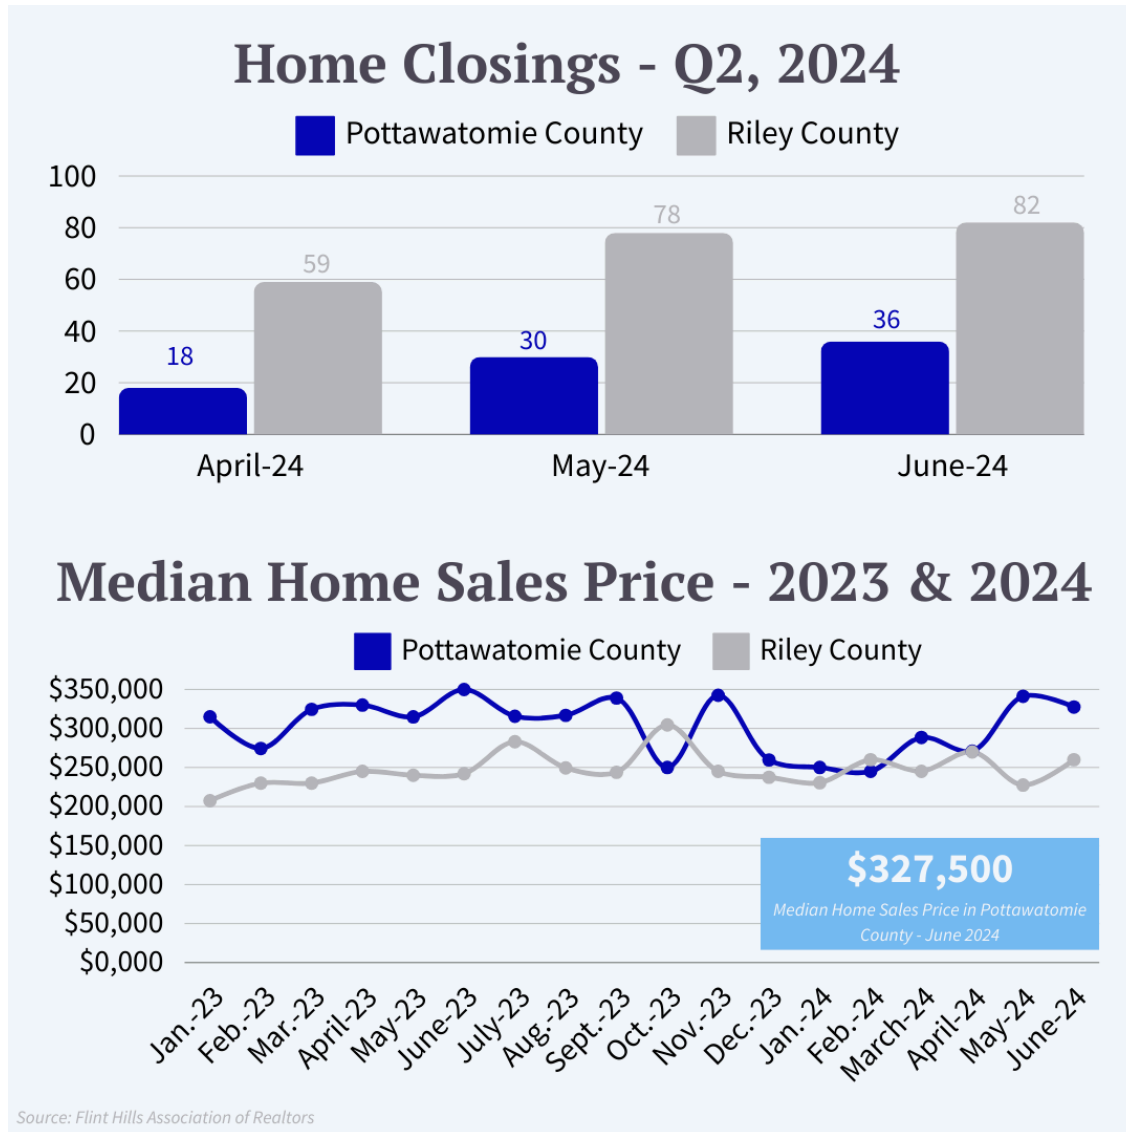 Home Closings - Q2, 2024
Pottawatomie County
Riley County
100
80
60
40
20
0
18
59
30
78
36
82
April-24
May-24
June-24
Median Home Sales Price - 2023 & 2024
Pottawatomie County
Riley County
$350,000
$300,000
$250,000
$200,000
$150,000
$100,000
$50,000
$0,000
$327,500
Median Home Sales Price in Pottawatomie
County - June 2024
Jan.-23
Feb.-23
Mar.-23
April-23
May-23
June-23
July-23
Aug.-23
Sept.-23
Oct.-23
Nov.-23
Dec.-23
Jan.-24
Feb.-24
March-24
April-24
May-24
June-24
Source: Flint Hills Association of Realtors